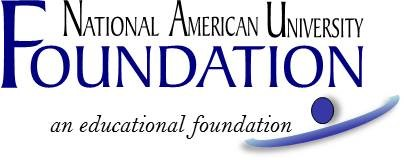 NATIONAL AMERICAN UNIVERSITY
FOUNDATION
an educational foundation